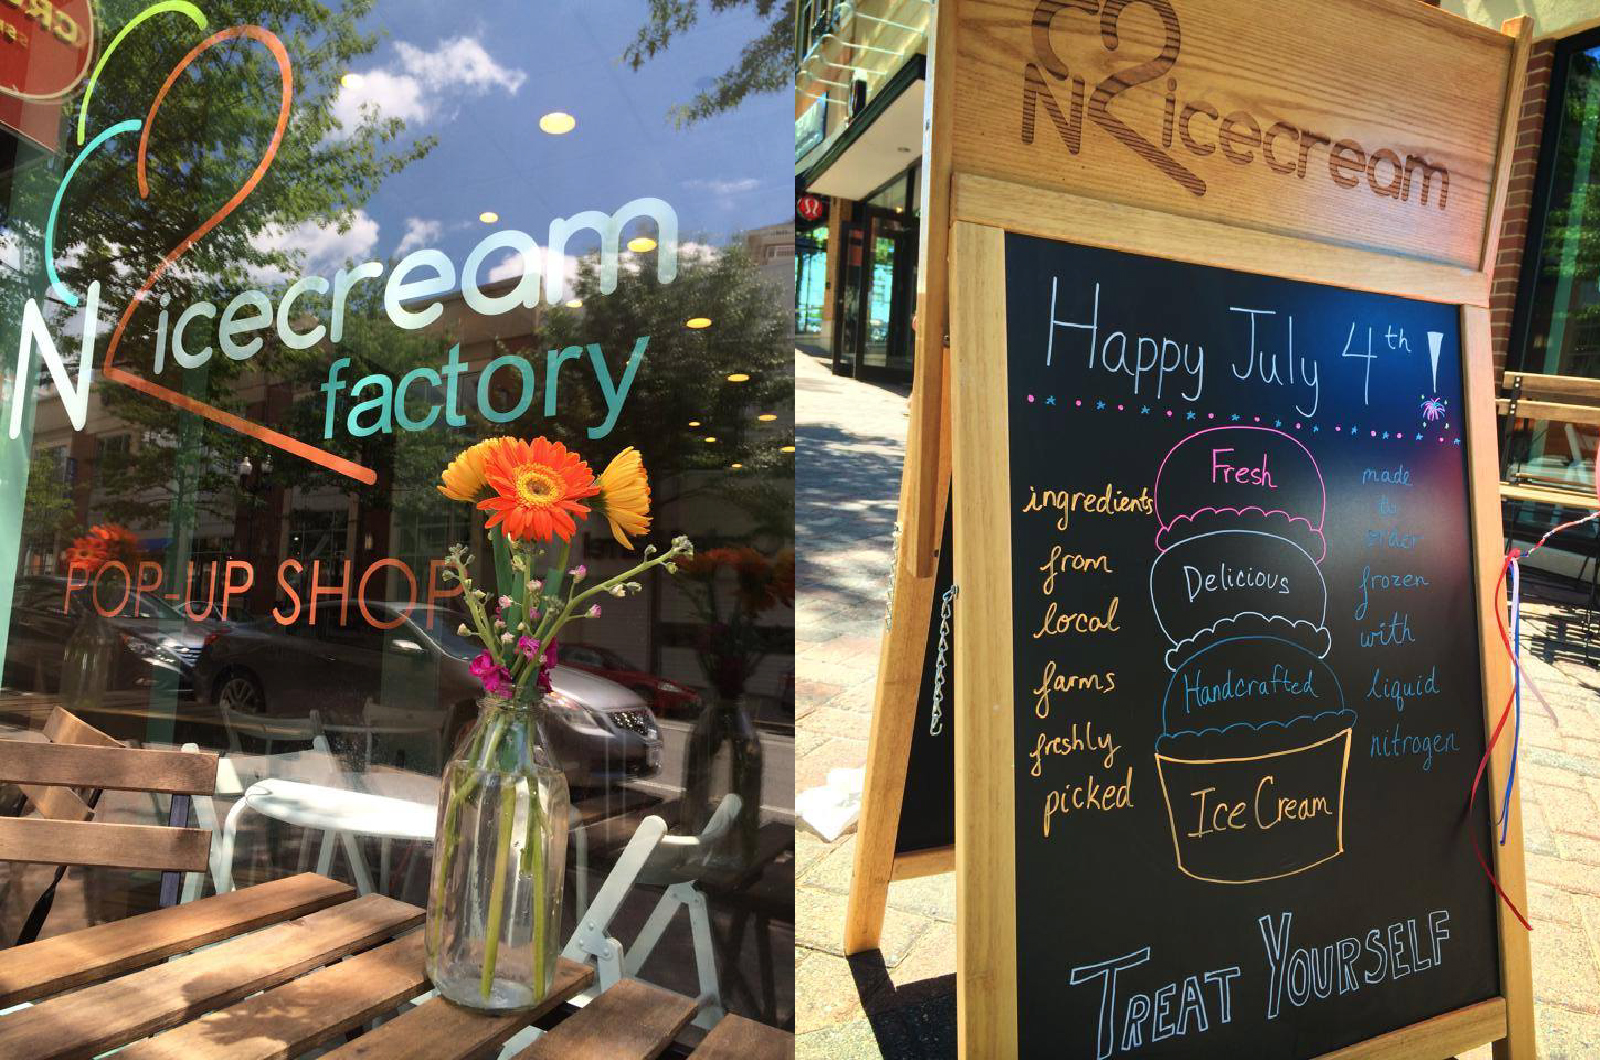 N2icecream
factory
POP-UP SHOP
N2icecream
Happy July 4th!
Fresh
Delicious
Handcrafted
Ice Cream
ingredients
from
local
farms
freshly
picked
made
to
order
frozen
with
liquid
nitrogen
TREAT YOURSELF